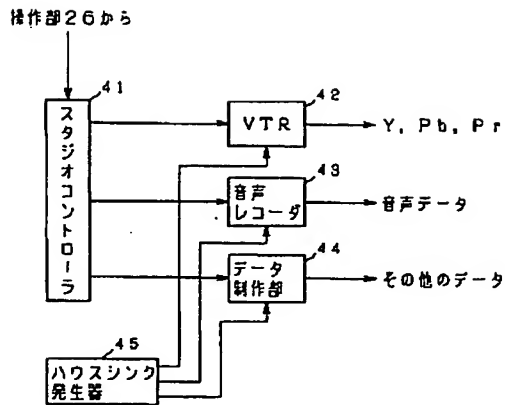 操作部26から
41
スタジオコントローラ
42
VTR
Y, Pb, Pr
43
音声
レコーダ
音声データ
44
データ
制作部
その他のデータ
45
ハウスシンク
発生器